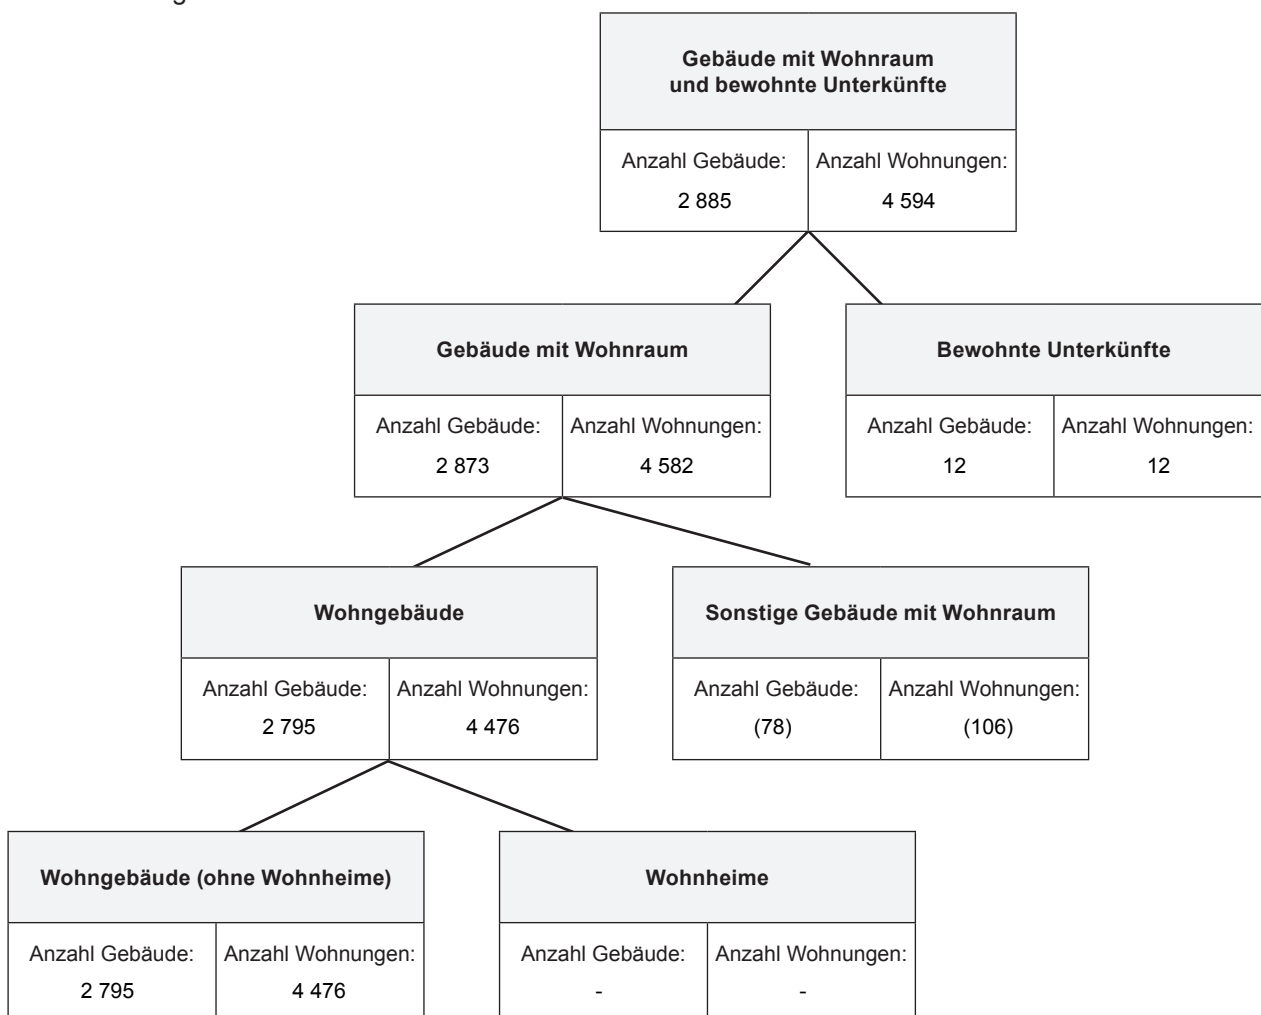 Gebäude mit Wohnraum
und bewohnte Unterkünfte
Anzahl Gebäude: Anzahl Wohnungen:
2 885 4 594
Gebäude mit Wohnraum Bewohnte Unterkünfte
Anzahl Gebäude: Anzahl Wohnungen: Anzahl Gebäude: Anzahl Wohnungen:
2 873 4 582 12 12
Wohngebäude Sonstige Gebäude mit Wohnraum
Anzahl Gebäude: Anzahl Wohnungen: Anzahl Gebäude: Anzahl Wohnungen:
2 795 4 476 (78) (106)
Wohngebäude (ohne Wohnheime) Wohnheime
Anzahl Gebäude: Anzahl Wohnungen: Anzahl Gebäude: Anzahl Wohnungen:
2 795 4 476 - -